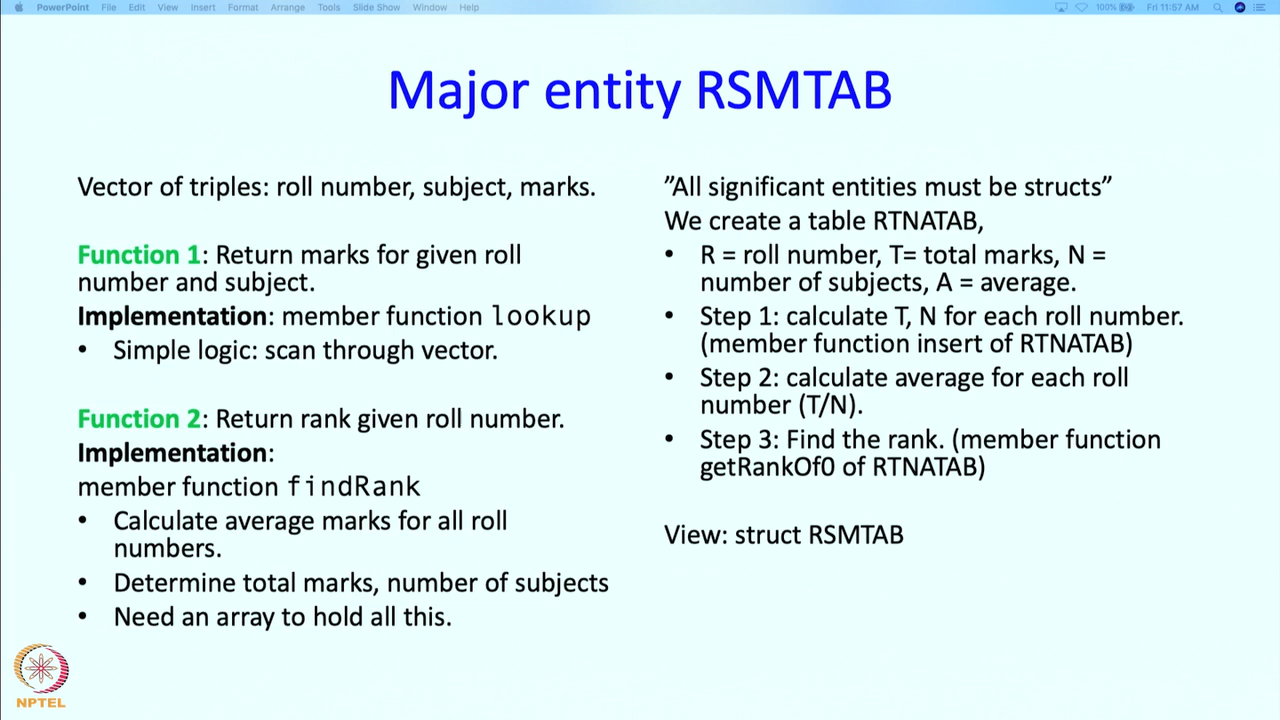 PowerPoint File Edit View Insert Format Arrange Tools Slide Show Window Help 100% Fri 11:57 AM
Major entity RSMTAB
Vector of triples: roll number, subject, marks.
Function 1: Return marks for given roll
number and subject.
Implementation: member function lookup
• Simple logic: scan through vector.
Function 2: Return rank given roll number.
Implementation:
member function findRank
• Calculate average marks for all roll
numbers.
• Determine total marks, number of subjects
• Need an array to hold all this.
”All significant entities must be structs”
We create a table RTNATAB,
• R = roll number, T= total marks, N =
number of subjects, A = average.
• Step 1: calculate T, N for each roll number.
(member function insert of RTNATAB)
• Step 2: calculate average for each roll
number (T/N).
• Step 3: Find the rank. (member function
getRankOf0 of RTNATAB)
View: struct RSMTAB
NPTEL